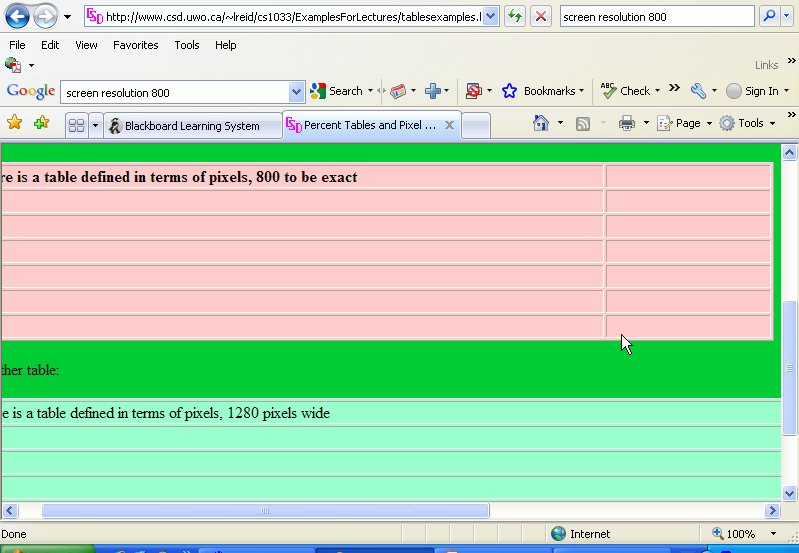 http://www.csd.uwo.ca/~lreid/cs1033/ExamplesForLectures/tablesexamples.l
screen resolution 800
File Edit View Favorites Tools Help
Links »
Google screen resolution 800 Search Bookmarks ABC Check » Sign In »
Blackboard Learning System CSD Percent Tables and Pixel ... X Page Tools »
re is a table defined in terms of pixels, 800 to be exact
ther table:
e is a table defined in terms of pixels, 1280 pixels wide
Done Internet 100%